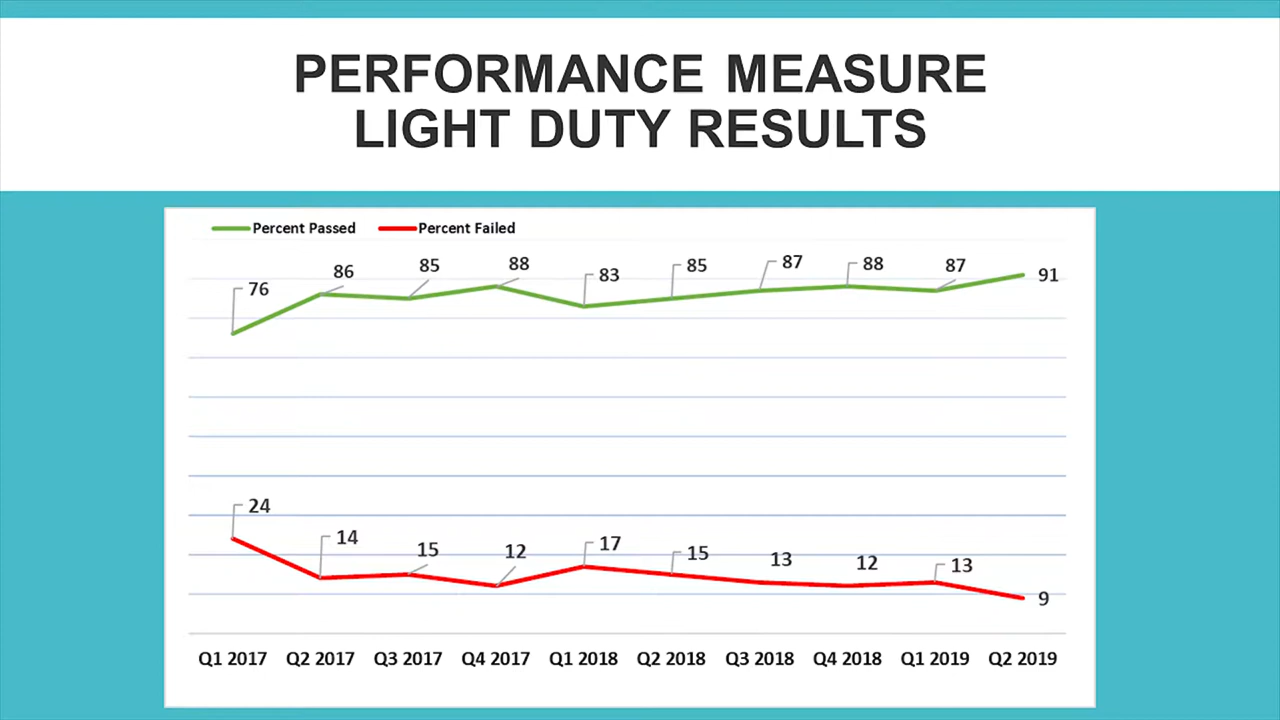 PERFORMANCE MEASURE
LIGHT DUTY RESULTS
Percent Passed Percent Failed
76 86 85 88 83 85 87 88 87 91
24 14 15 12 17 15 13 12 13 9
Q1 2017 Q2 2017 Q3 2017 Q4 2017 Q1 2018 Q2 2018 Q3 2018 Q4 2018 Q1 2019 Q2 2019